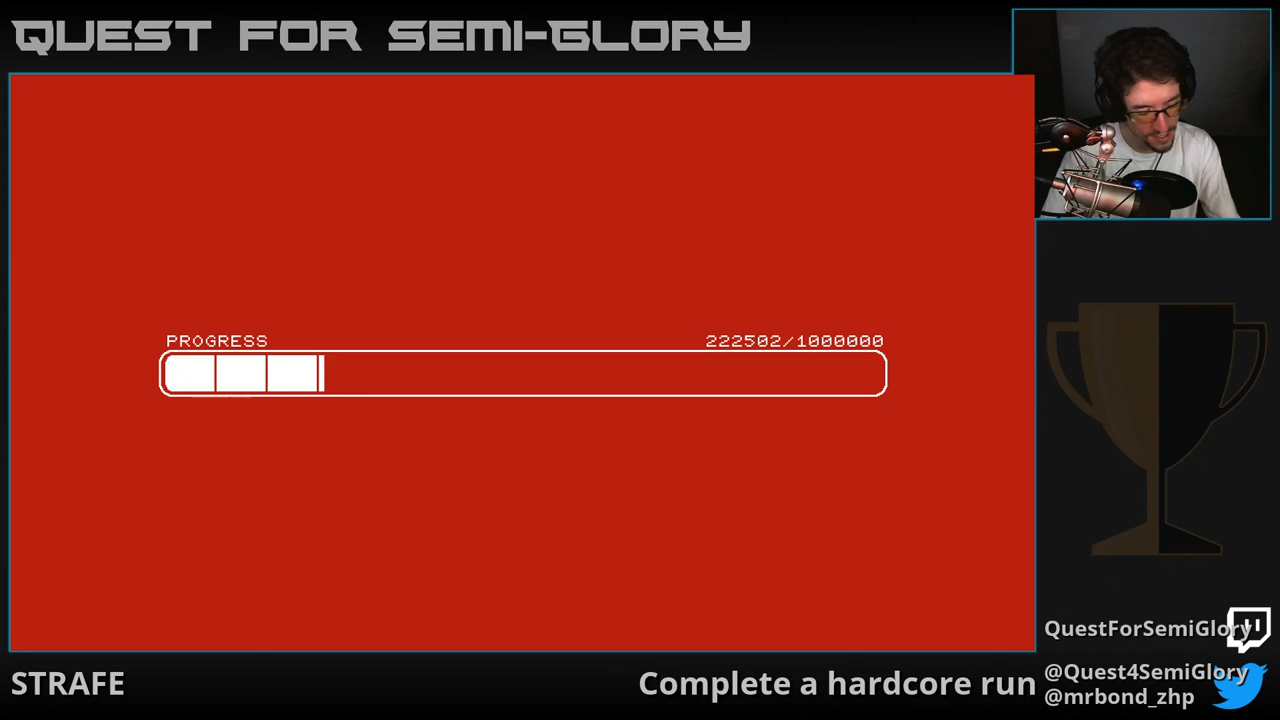 QUEST FOR SEMI-GLORY
PROGRESS
222502/1000000
QuestForSemiGlory
@Quest4SemiGlory
@mrbond_zhp
STRAFE
Complete a hardcore run